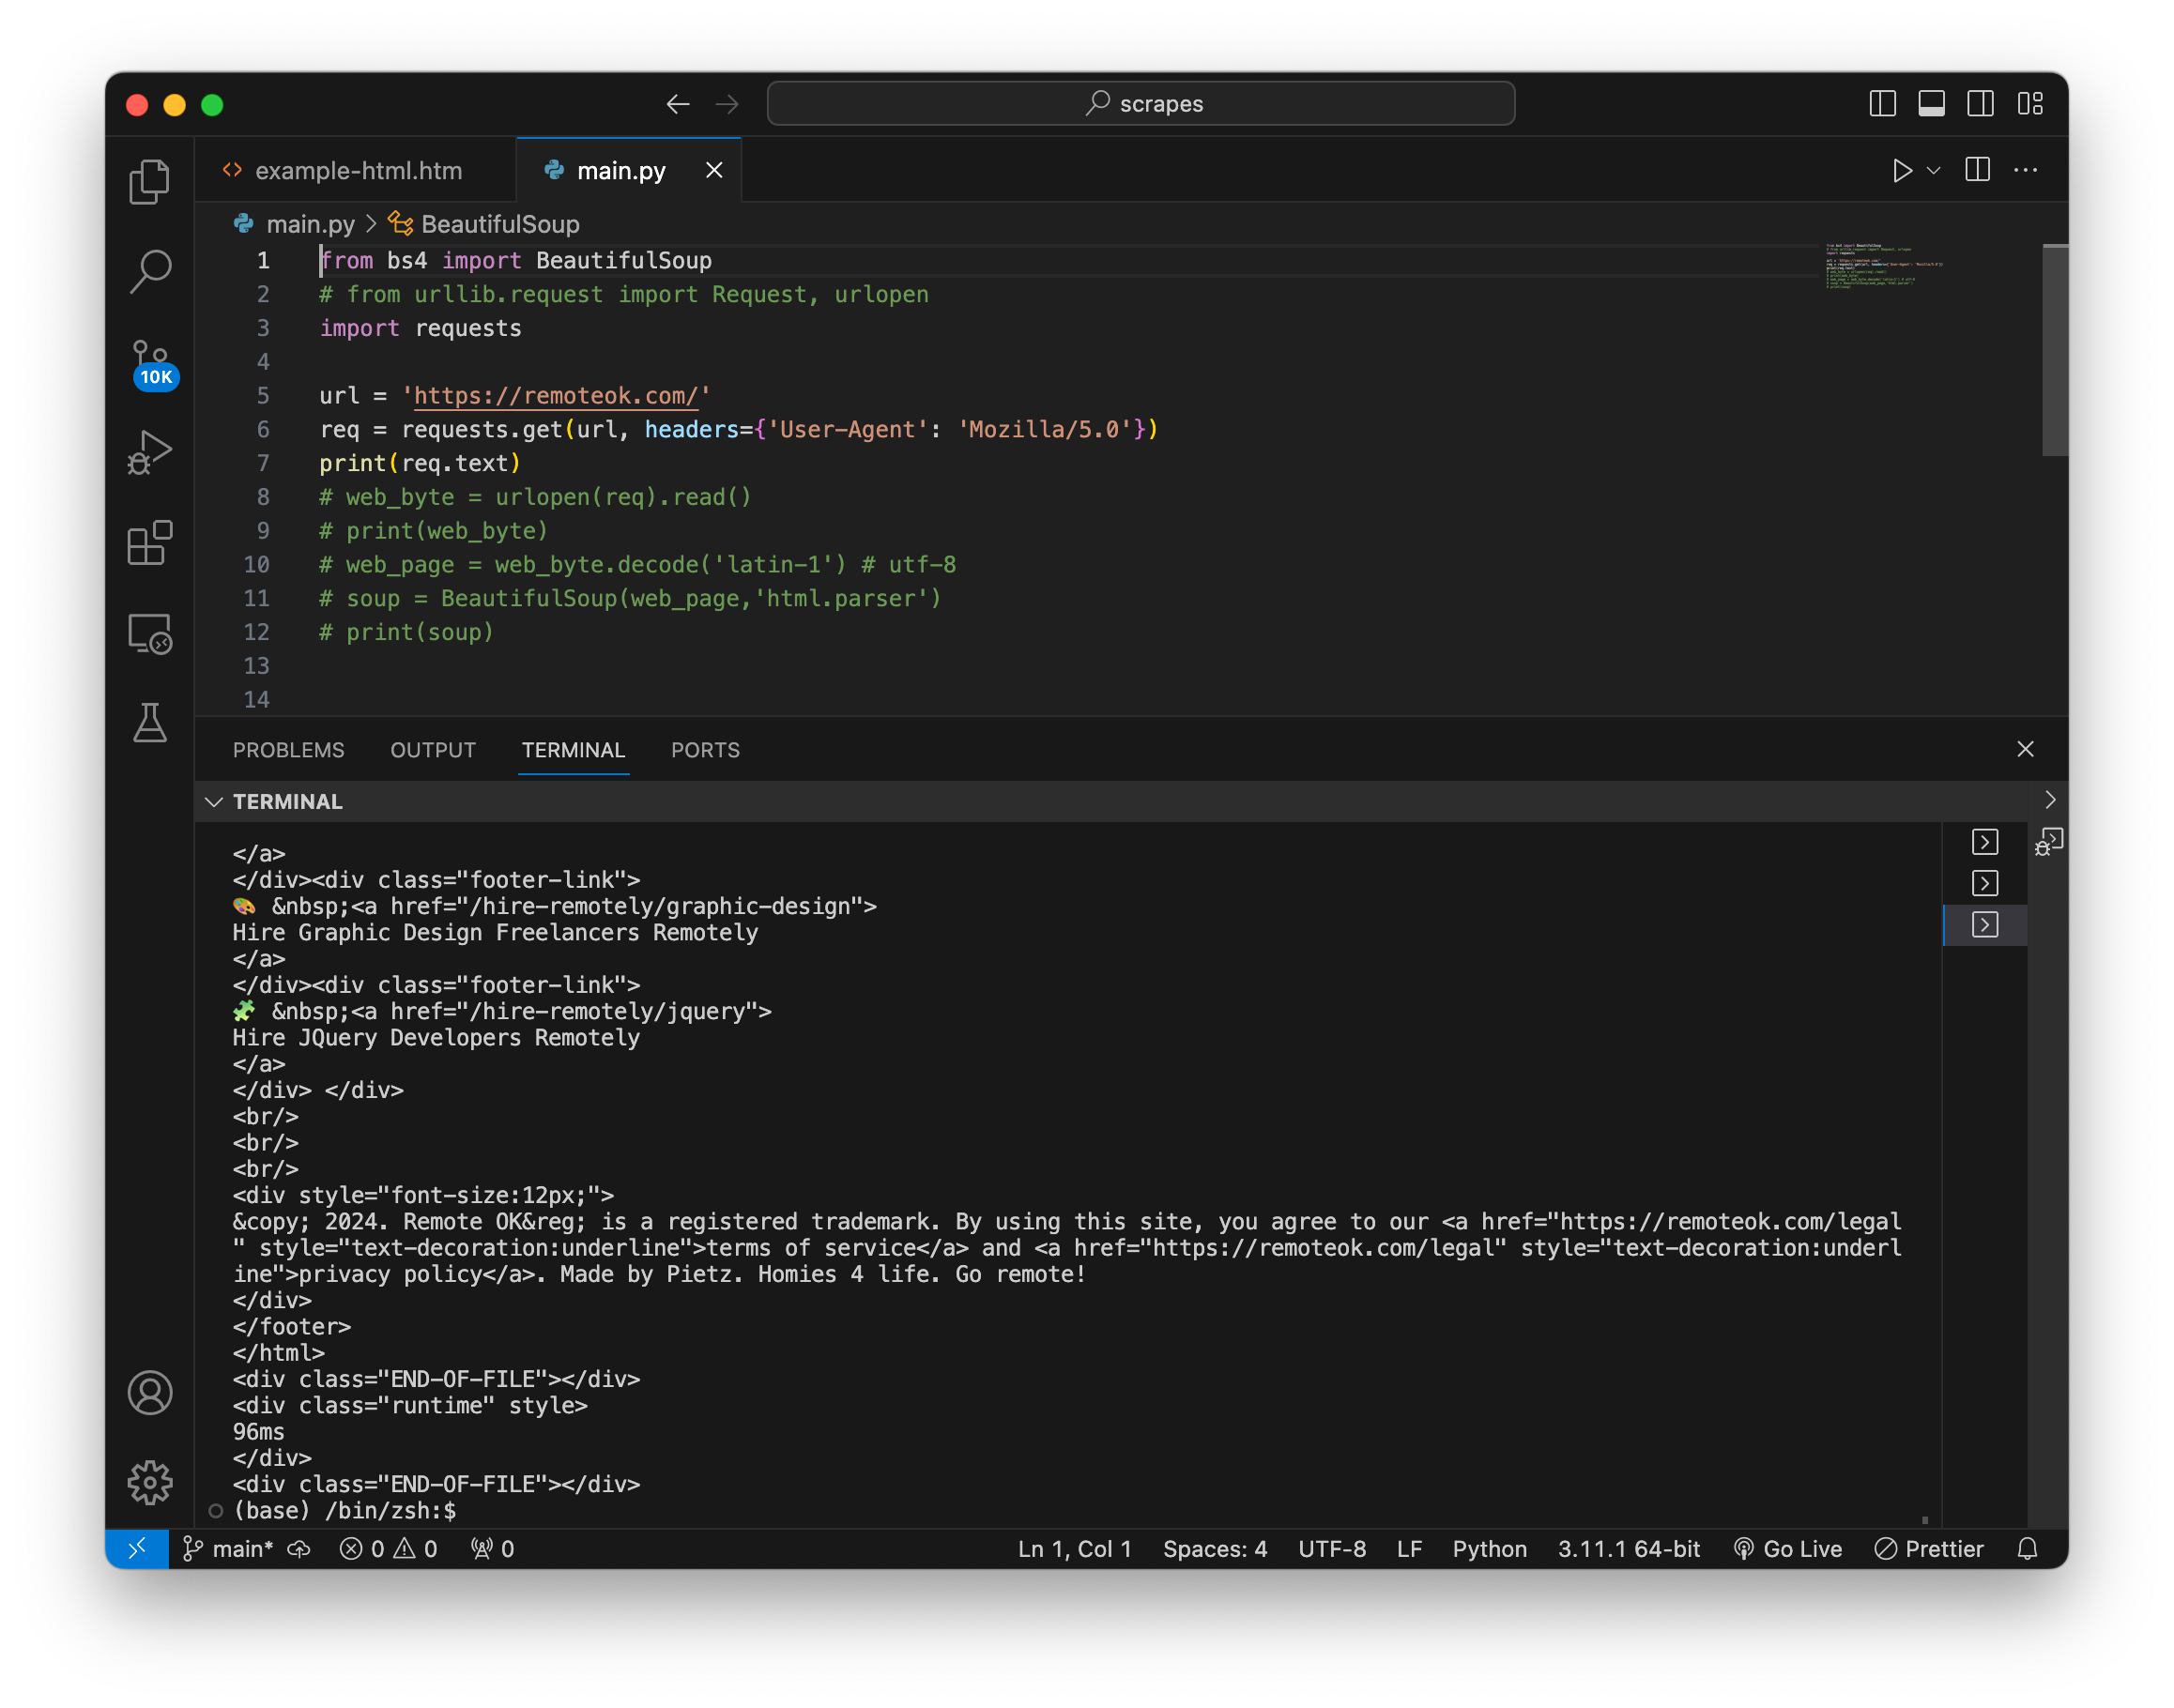 scrapes
example-html.htm
main.py
main.py > BeautifulSoup
1 from bs4 import BeautifulSoup
2 # from urllib.request import Request, urlopen
3 import requests
4
5 url = 'https://remoteok.com/'
6 req = requests.get(url, headers={'User-Agent': 'Mozilla/5.0'})
7 print(req.text)
8 # web_byte = urlopen(req).read()
9 # print(web_byte)
10 # web_page = web_byte.decode('latin-1') # utf-8
11 # soup = BeautifulSoup(web_page,'html.parser')
12 # print(soup)
13
14
10K
PROBLEMS OUTPUT TERMINAL PORTS
TERMINAL
</a>
</div><div class="footer-link">
🎨 &nbsp;<a href="/hire-remotely/graphic-design">
Hire Graphic Design Freelancers Remotely
</a>
</div><div class="footer-link">
🧩 &nbsp;<a href="/hire-remotely/jquery">
Hire JQuery Developers Remotely
</a>
</div> </div>
<br/>
<br/>
<br/>
<div style="font-size:12px;">
&copy; 2024. Remote OK&reg; is a registered trademark. By using this site, you agree to our <a href="https://remoteok.com/legal
" style="text-decoration:underline">terms of service</a> and <a href="https://remoteok.com/legal" style="text-decoration:underl
ine">privacy policy</a>. Made by Pietz. Homies 4 life. Go remote!
</div>
</footer>
</html>
<div class="END-OF-FILE"></div>
<div class="runtime" style>
96ms
</div>
<div class="END-OF-FILE"></div>
(base) /bin/zsh:$
main* 0 0 0 Ln 1, Col 1 Spaces: 4 UTF-8 LF Python 3.11.1 64-bit Go Live Prettier